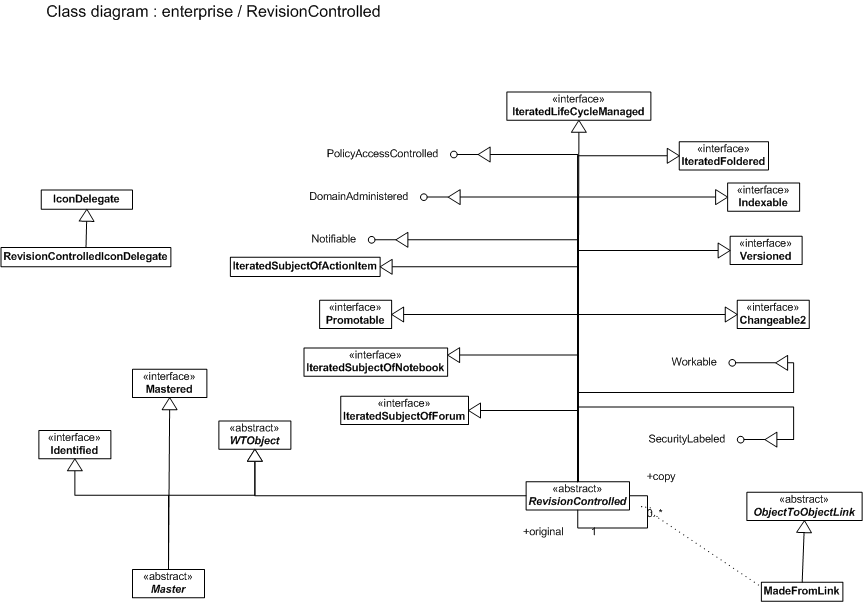 Class diagram : enterprise / RevisionControlled
«interface»
IteratedLifeCycleManaged
PolicyAccessControlled
«interface»
IteratedFoldered
DomainAdministered
«interface»
Indexable
IconDelegate
Notifiable
«interface»
Versioned
RevisionControlledIconDelegate
IteratedSubjectOfActionItem
«interface»
Promotable
«interface»
Changeable2
«interface»
IteratedSubjectOfNotebook
Workable
«interface»
Mastered
«interface»
IteratedSubjectOfForum
«interface»
Identified
«abstract»
WTObject
SecurityLabeled
+copy
«abstract»
RevisionControlled
0..*
+original
1
«abstract»
ObjectToObjectLink
«abstract»
Master
MadeFromLink